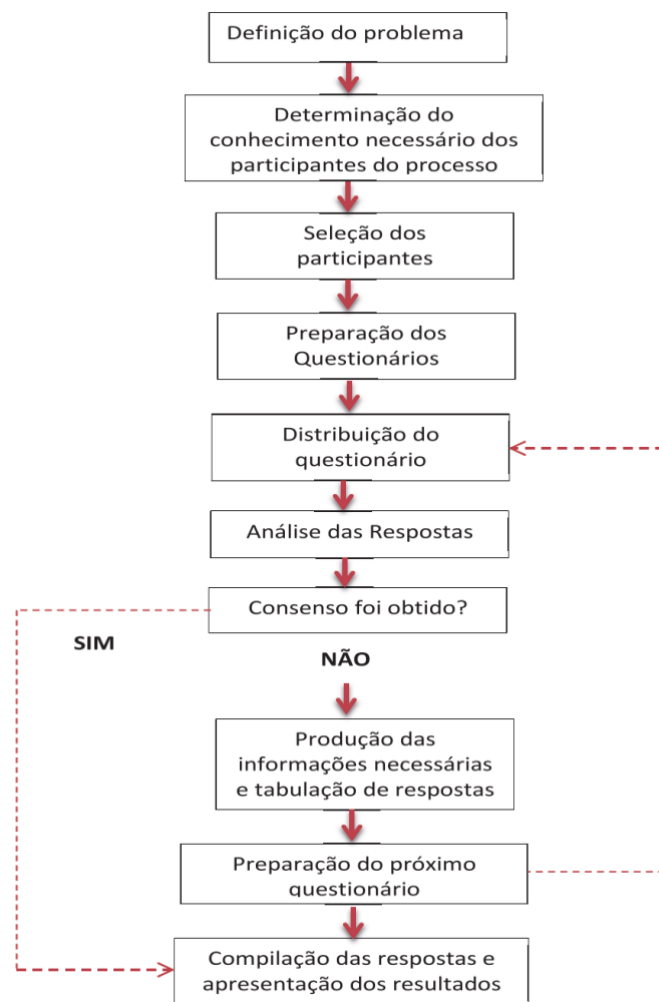 Definição do problema
Determinação do
conhecimento necessário dos
participantes do processo
Seleção dos
participantes
Preparação dos
Questionários
Distribuição do
questionário
Análise das Respostas
Consenso foi obtido?
SIM
NÃO
Produção das
informações necessárias
e tabulação de respostas
Preparação do próximo
questionário
Compilação das respostas e
apresentação dos resultados